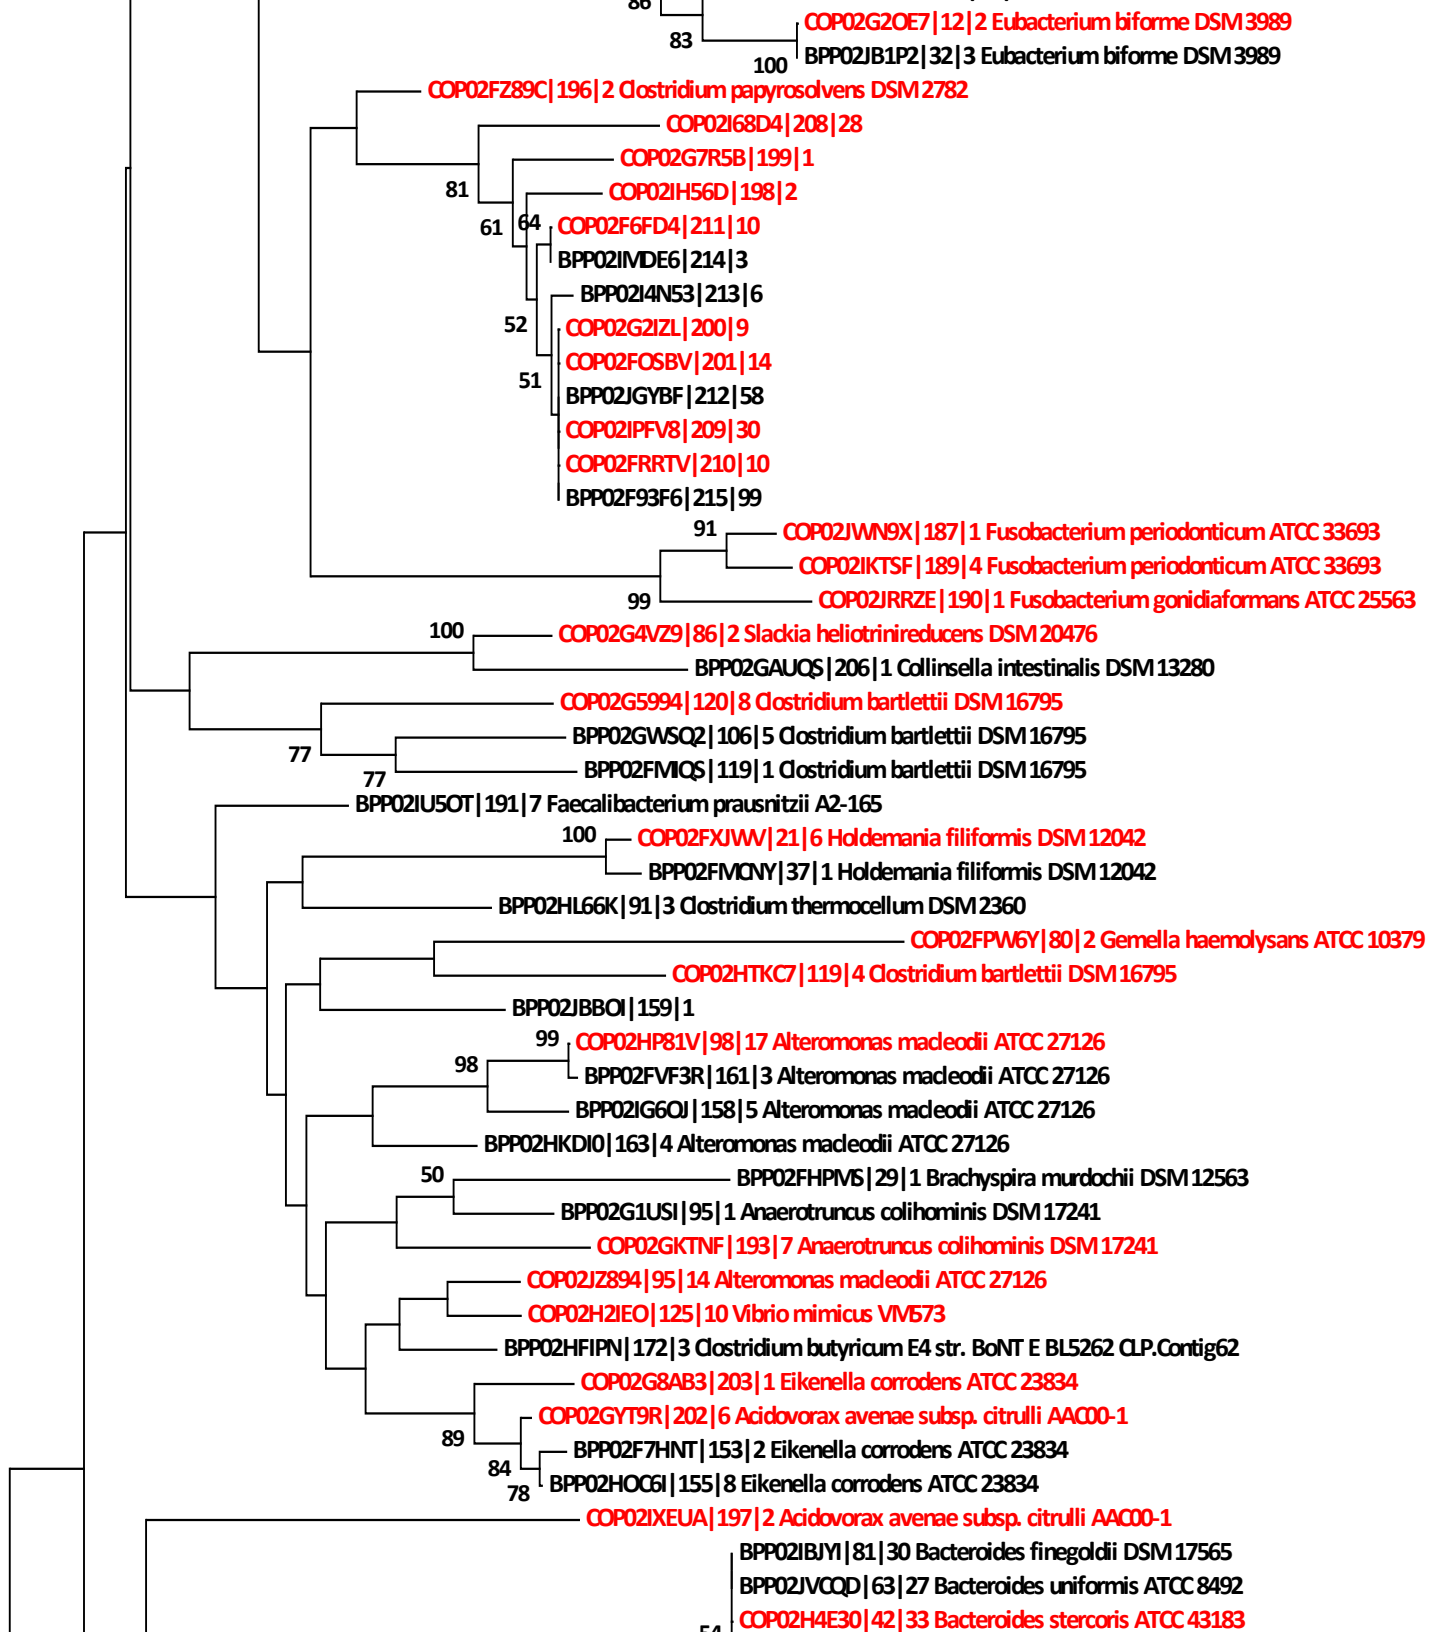 86
COP02G2OE7|12|2 Eubacterium biforme DSM 3989
83
BPP02JB1P2|32|3 Eubacterium biforme DSM 3989
100
COP02FZ89C|196|2 Clostridium papyrosolvens DSM 2782
COP02I68D4|208|28
COP02G7R5B|199|1
81
COP02IH56D|198|2
61
64
COP02F6FD4|211|10
BPP02IMDE6|214|3
BPP02I4N53|213|6
52
COP02G2IZL|200|9
COP02FOSBV|201|14
51
BPP02JGYBF|212|58
COP02IPFV8|209|30
COP02FRRTV|210|10
BPP02F93F6|215|99
91
COP02JWN9X|187|1 Fusobacterium periodonticum ATCC 33693
COP02IKTSF|189|4 Fusobacterium periodonticum ATCC 33693
99
COP02JRRZE|190|1 Fusobacterium gonidiaformans ATCC 25563
100
COP02G4VZ9|86|2 Slackia heliotrinireducens DSM 20476
BPP02GAUQS|206|1 Collinsella intestinalis DSM 13280
COP02G5994|120|8 Clostridium bartlettii DSM 16795
BPP02GWSQ2|106|5 Clostridium bartlettii DSM 16795
77
BPP02FMIQS|119|1 Clostridium bartlettii DSM 16795
77
BPP02IU5OT|191|7 Faecalibacterium prausnitzii A2-165
100
COP02FXJWV|21|6 Holdemania filiformis DSM 12042
BPP02FMCNY|37|1 Holdemania filiformis DSM 12042
BPP02HL66K|91|3 Clostridium thermocellum DSM 2360
COP02FPW6Y|80|2 Gemella haemolysans ATCC 10379
COP02HTKC7|119|4 Clostridium bartlettii DSM 16795
BPP02JBBOI|159|1
99
COP02HP81V|98|17 Alteromonas macleodii ATCC 27126
98
BPP02FVF3R|161|3 Alteromonas macleodii ATCC 27126
BPP02IG6OJ|158|5 Alteromonas macleodii ATCC 27126
BPP02HKDI0|163|4 Alteromonas macleodii ATCC 27126
50
BPP02FHPMS|29|1 Brachyspira murdochii DSM 12563
BPP02G1USI|95|1 Anaerotruncus colihominis DSM 17241
COP02GKTNF|193|7 Anaerotruncus colihominis DSM 17241
COP02JZ894|95|14 Alteromonas macleodii ATCC 27126
COP02H2IEO|125|10 Vibrio mimicus VM573
BPP02HFIPN|172|3 Clostridium butyricum E4 str. BoNT E BL5262 CLP.Contig62
COP02G8AB3|203|1 Eikenella corrodens ATCC 23834
COP02GYT9R|202|6 Acidovorax avenae subsp. citrulli AAC00-1
89
BPP02F7HNT|153|2 Eikenella corrodens ATCC 23834
84
BPP02HOC6I|155|8 Eikenella corrodens ATCC 23834
78
COP02IXEUA|197|2 Acidovorax avenae subsp. citrulli AAC00-1
BPP02IBJYI|81|30 Bacteroides finegoldii DSM 17565
BPP02JVCQD|63|27 Bacteroides uniformis ATCC 8492
COP02H4E30|42|33 Bacteroides stercoris ATCC 43183
54